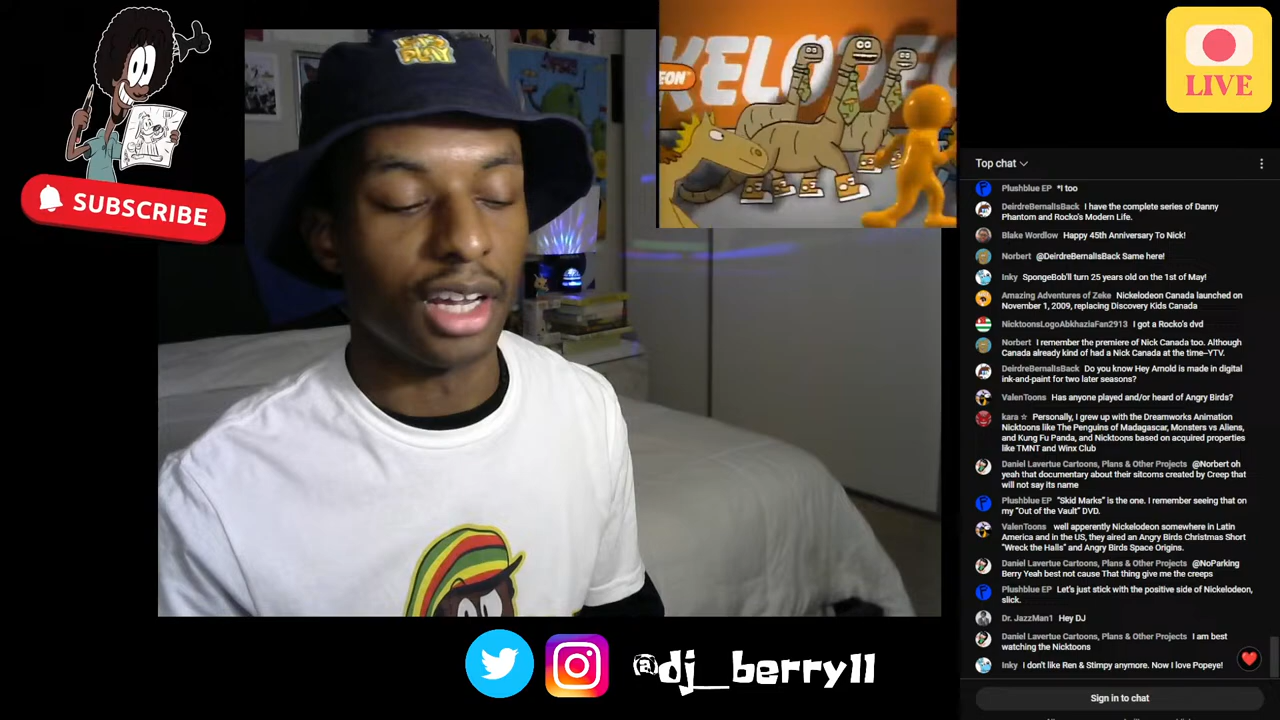 LET'S
PLAY
KELODEO
EON
LIVE
SUBSCRIBE
Top chat
Plushblue EP *I too
DeirdreBernalIsBack I have the complete series of Danny
Phantom and Rocko's Modern Life.
Blake Wordlow Happy 45th Anniversary To Nick!
Norbert @DeirdreBernalIsBack Same here!
Inky SpongeBob'll turn 25 years old on the 1st of May!
Amazing Adventures of Zeke Nickelodeon Canada launched on
November 1, 2009, replacing Discovery Kids Canada
NicktoonsLogoAbkhaziaFan2913 I got a Rocko's dvd
Norbert I remember the premiere of Nick Canada too. Although
Canada already kind of had a Nick Canada at the time–YTV.
DeirdreBernalIsBack Do you know Hey Arnold is made in digital
ink-and-paint for two later seasons?
ValenToons Has anyone played and/or heard of Angry Birds?
kara ☆ Personally, I grew up with the Dreamworks Animation
Nicktoons like The Penguins of Madagascar, Monsters vs Aliens,
and Kung Fu Panda, and Nicktoons based on acquired properties
like TMNT and Winx Club
Daniel Lavertue Cartoons, Plans & Other Projects @Norbert oh
yeah that documentary about their sitcoms created by Creep that
will not say its name
Plushblue EP "Skid Marks" is the one. I remember seeing that on
my "Out of the Vault" DVD.
ValenToons well apparently Nickelodeon somewhere in Latin
America and in the US, they aired an Angry Birds Christmas Short
"Wreck the Halls" and Angry Birds Space Origins.
Daniel Lavertue Cartoons, Plans & Other Projects @NoParking
Berry Yeah best not cause That thing give me the creeps
Plushblue EP Let's just stick with the positive side of Nickelodeon,
slick.
Dr. JazzMan1 Hey DJ
Daniel Lavertue Cartoons, Plans & Other Projects I am best
watching the Nicktoons
Inky I don't like Ren & Stimpy anymore. Now I love Popeye!
Sign in to chat
@dj_berry11